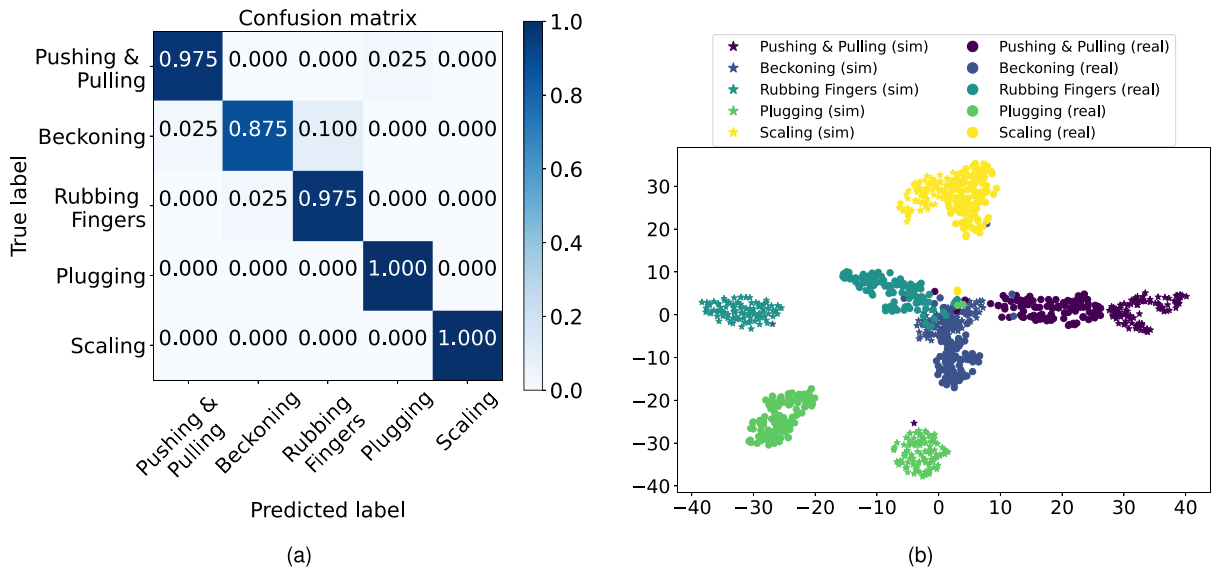 Confusion matrix
True label
Pushing &
Pulling
Beckoning
Rubbing
Fingers
Plugging
Scaling
0.975 0.000 0.000 0.025 0.000
0.025 0.875 0.100 0.000 0.000
0.000 0.025 0.975 0.000 0.000
0.000 0.000 0.000 1.000 0.000
0.000 0.000 0.000 0.000 1.000
Pushing &
Pulling
Beckoning
Rubbing
Fingers
Plugging
Scaling
Predicted label
1.0
0.8
0.6
0.4
0.2
0.0
(a)
Pushing & Pulling (sim)
Beckoning (sim)
Rubbing Fingers (sim)
Plugging (sim)
Scaling (sim)
Pushing & Pulling (real)
Beckoning (real)
Rubbing Fingers (real)
Plugging (real)
Scaling (real)
30
20
10
0
−10
−20
−30
−40
−40 −30 −20 −10 0 10 20 30 40
(b)